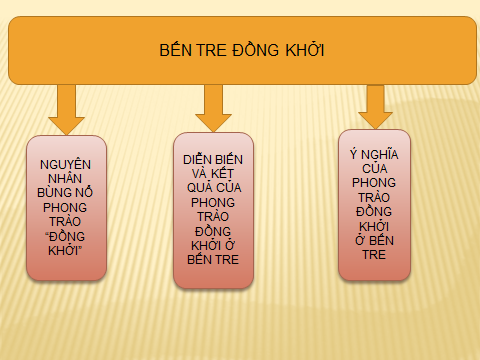 BẾN TRE ĐỒNG KHỞI
NGUYÊN
NHÂN
BÙNG NỔ
PHONG
TRÀO
“ĐỒNG
KHỞI”
DIỄN BIẾN
VÀ KẾT
QUẢ CỦA
PHONG
TRÀO
ĐỒNG
KHỞI Ở
BẾN TRE
Ý NGHĨA
CỦA
PHONG
TRÀO
ĐỒNG
KHỞI
Ở BẾN
TRE